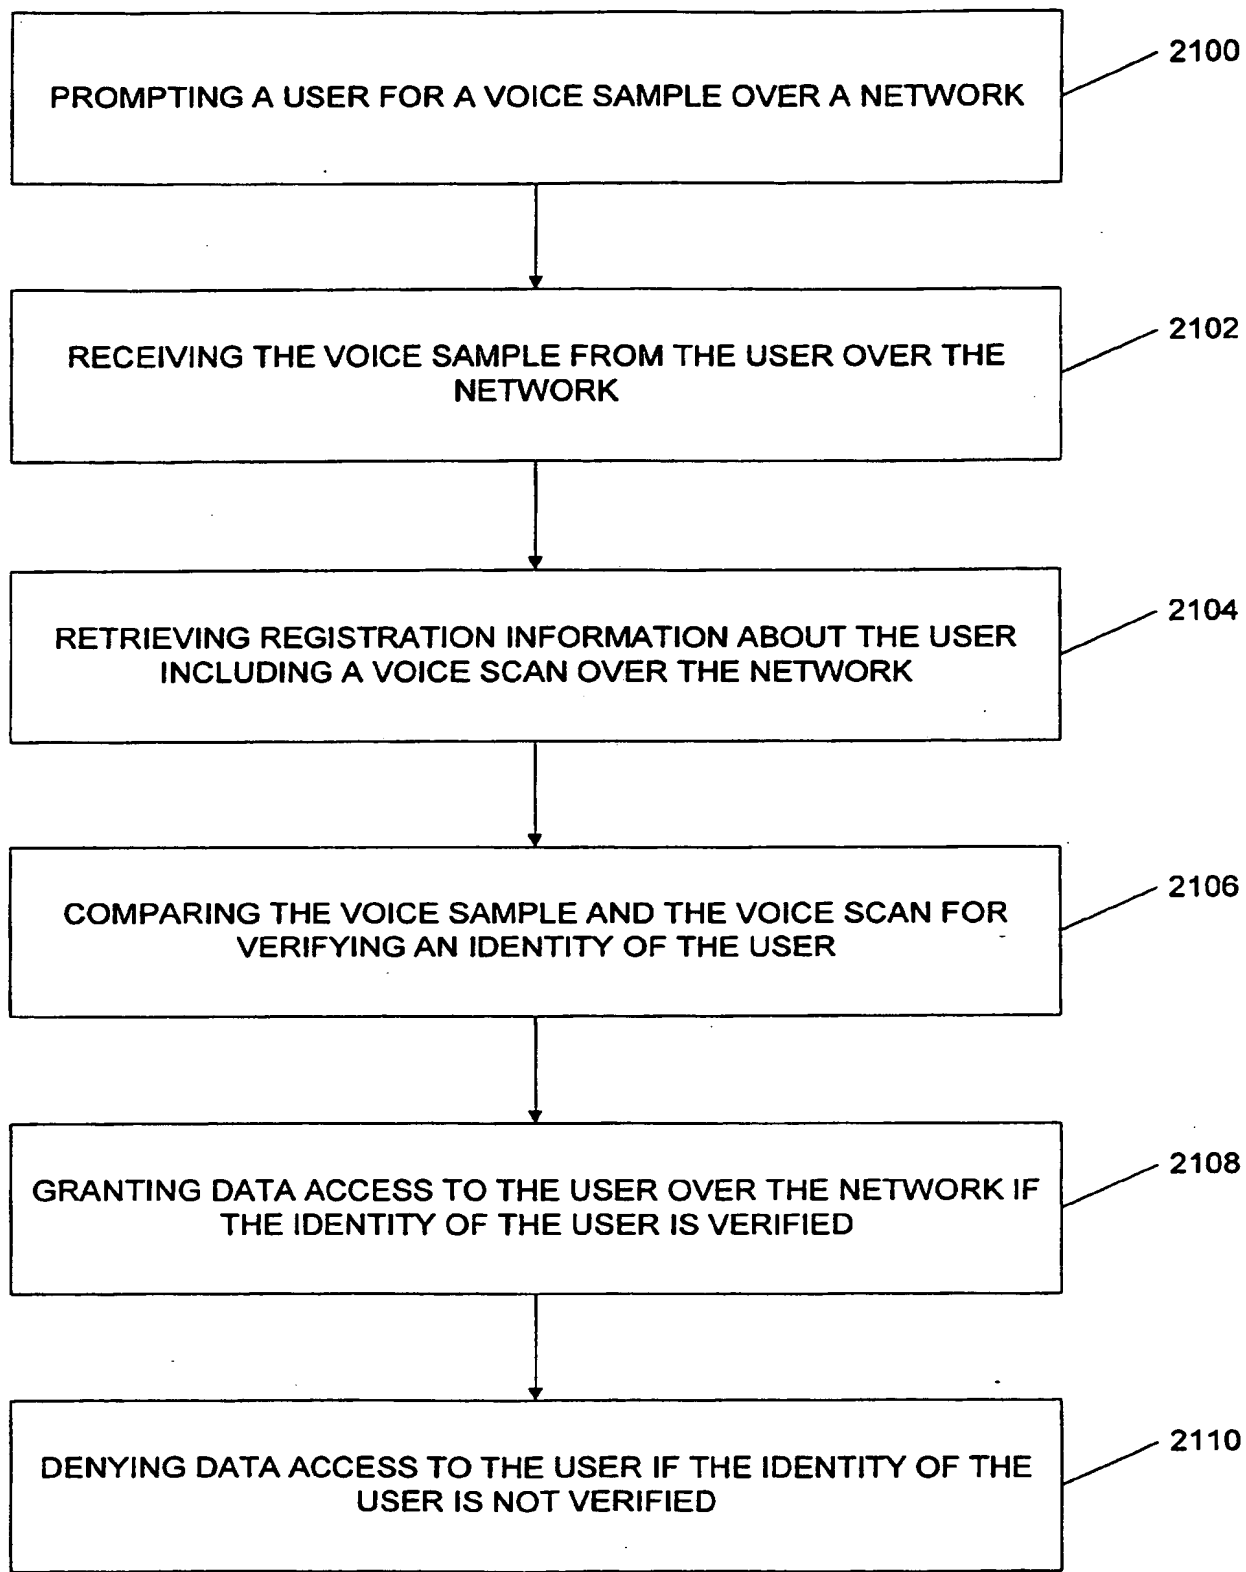 PROMPTING A USER FOR A VOICE SAMPLE OVER A NETWORK
2100
RECEIVING THE VOICE SAMPLE FROM THE USER OVER THE
NETWORK
2102
RETRIEVING REGISTRATION INFORMATION ABOUT THE USER
INCLUDING A VOICE SCAN OVER THE NETWORK
2104
COMPARING THE VOICE SAMPLE AND THE VOICE SCAN FOR
VERIFYING AN IDENTITY OF THE USER
2106
GRANTING DATA ACCESS TO THE USER OVER THE NETWORK IF
THE IDENTITY OF THE USER IS VERIFIED
2108
DENYING DATA ACCESS TO THE USER IF THE IDENTITY OF THE
USER IS NOT VERIFIED
2110